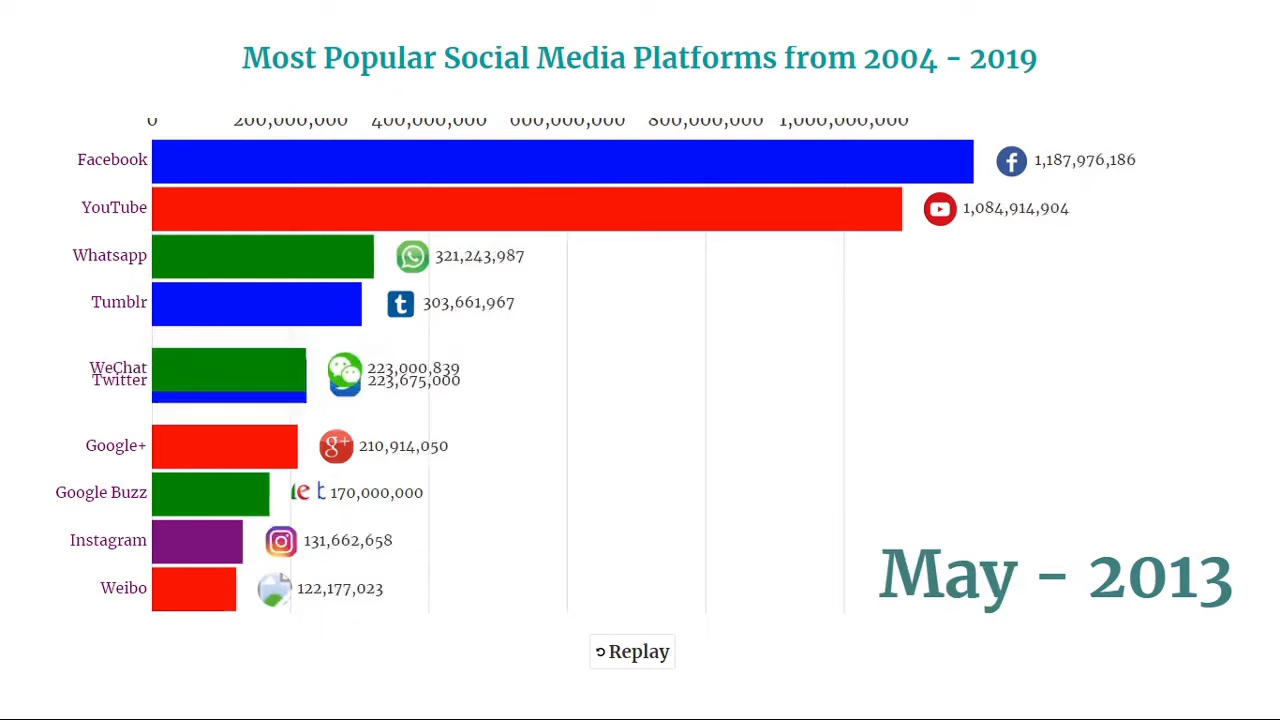 Most Popular Social Media Platforms from 2004 - 2019
0 200,000,000 400,000,000 600,000,000 800,000,000 1,000,000,000
Facebook 1,187,976,186
YouTube 1,084,914,904
Whatsapp 321,243,987
Tumblr 303,661,967
WeChat 223,000,839
Twitter 223,675,000
Google+ 210,914,050
Google Buzz 170,000,000
Instagram 131,662,658
Weibo 122,177,023
May - 2013
Replay